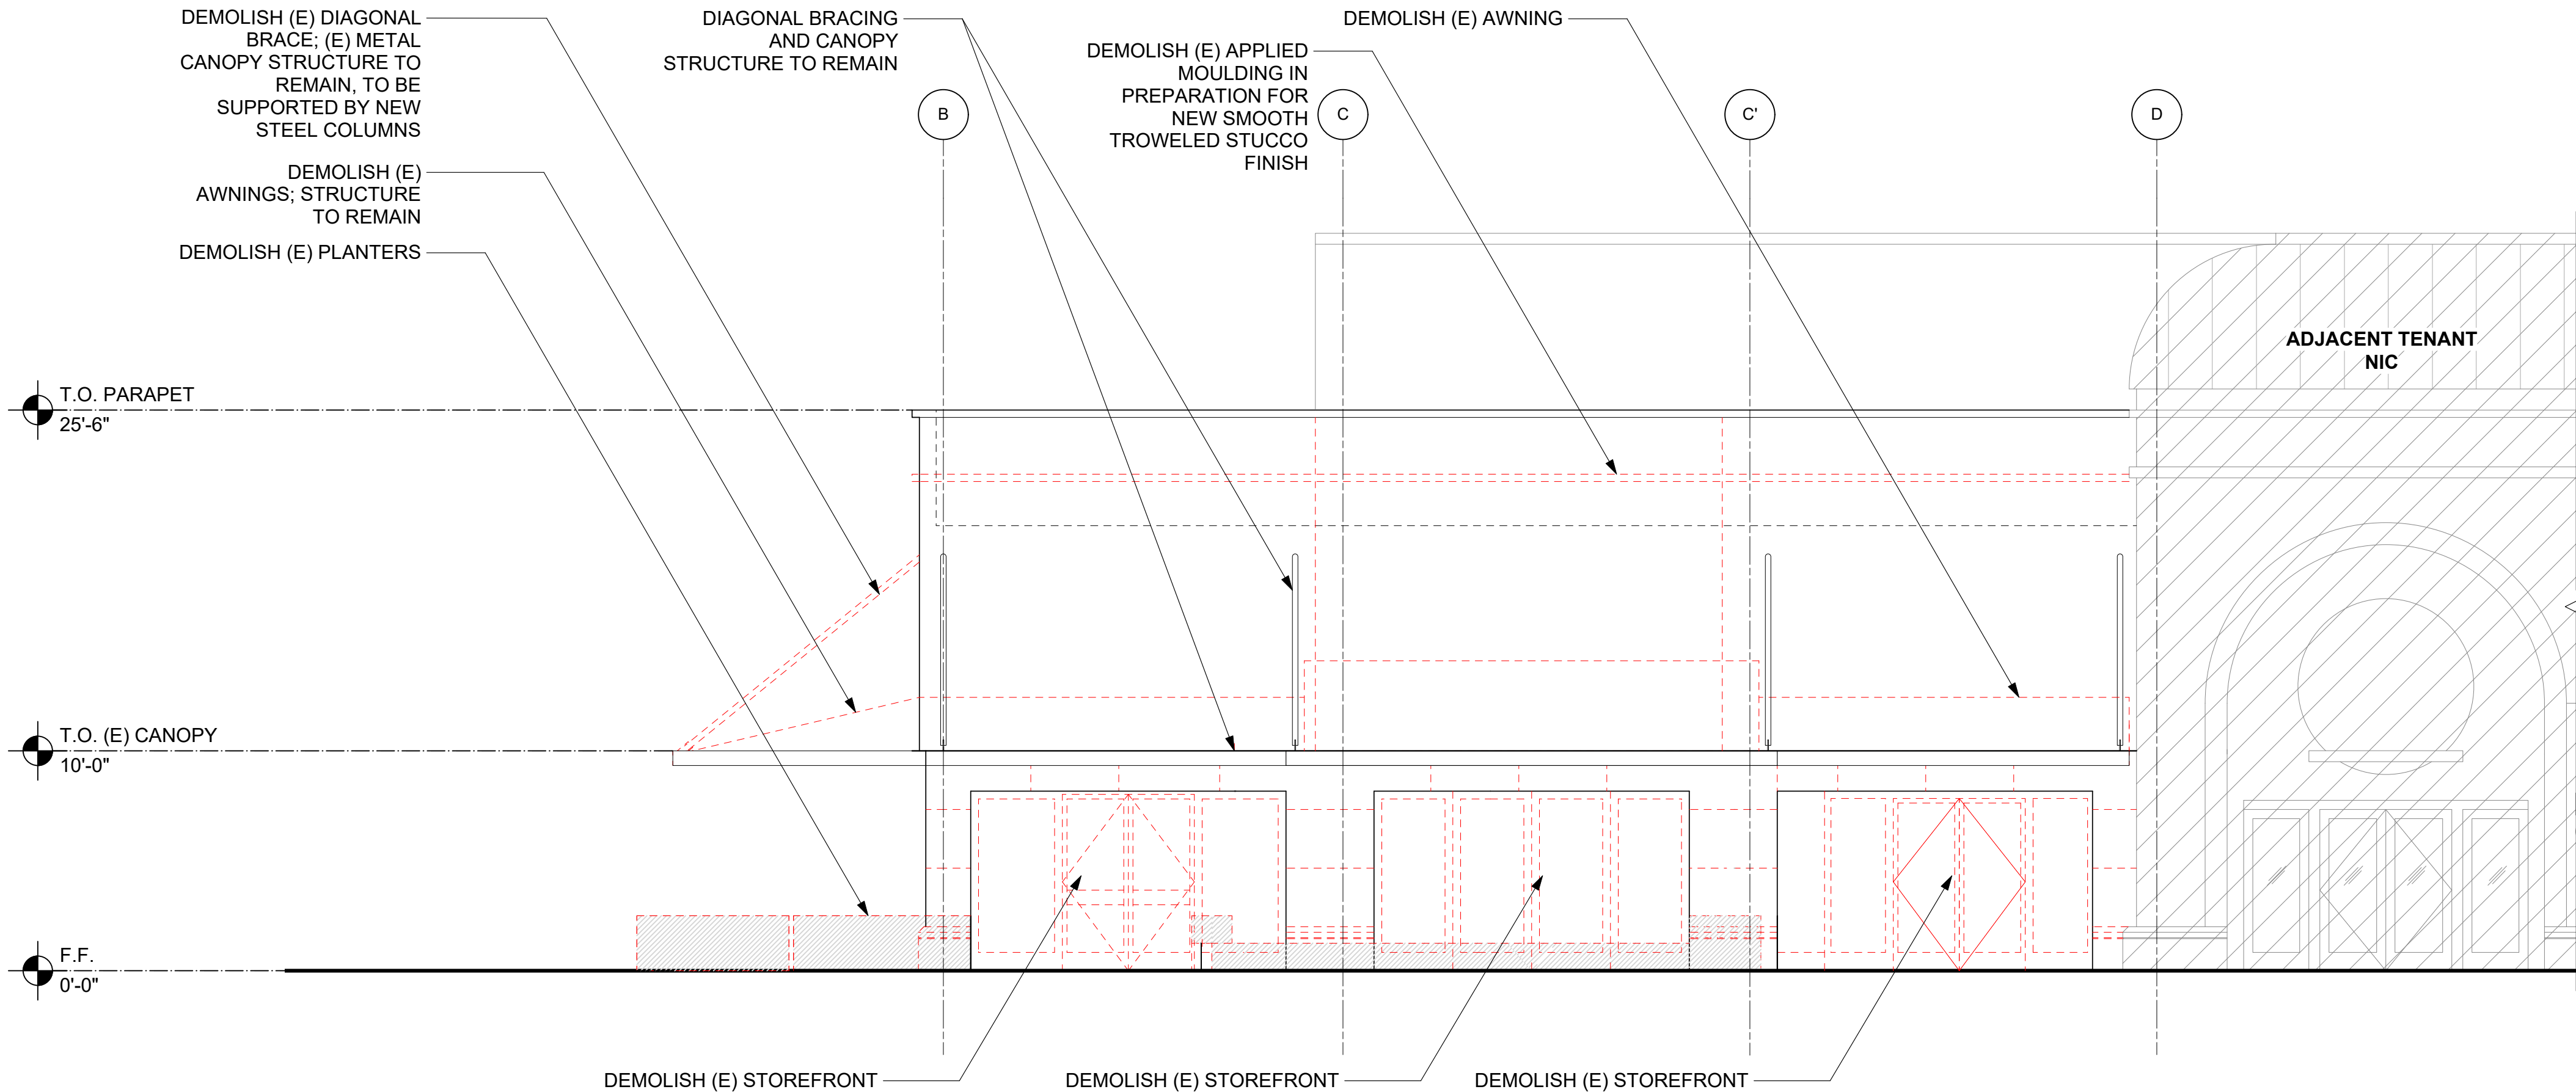 DEMOLISH (E) DIAGONAL
BRACE; (E) METAL
CANOPY STRUCTURE TO
REMAIN, TO BE
SUPPORTED BY NEW
STEEL COLUMNS
DEMOLISH (E)
AWNINGS; STRUCTURE
TO REMAIN
DEMOLISH (E) PLANTERS
DIAGONAL BRACING
AND CANOPY
STRUCTURE TO REMAIN
DEMOLISH (E) APPLIED
MOULDING IN
PREPARATION FOR
NEW SMOOTH
TROWELED STUCCO
FINISH
DEMOLISH (E) AWNING
B
C
C'
D
ADJACENT TENANT
NIC
T.O. PARAPET
25'-6"
T.O. (E) CANOPY
10'-0"
F.F.
0'-0"
DEMOLISH (E) STOREFRONT
DEMOLISH (E) STOREFRONT
DEMOLISH (E) STOREFRONT